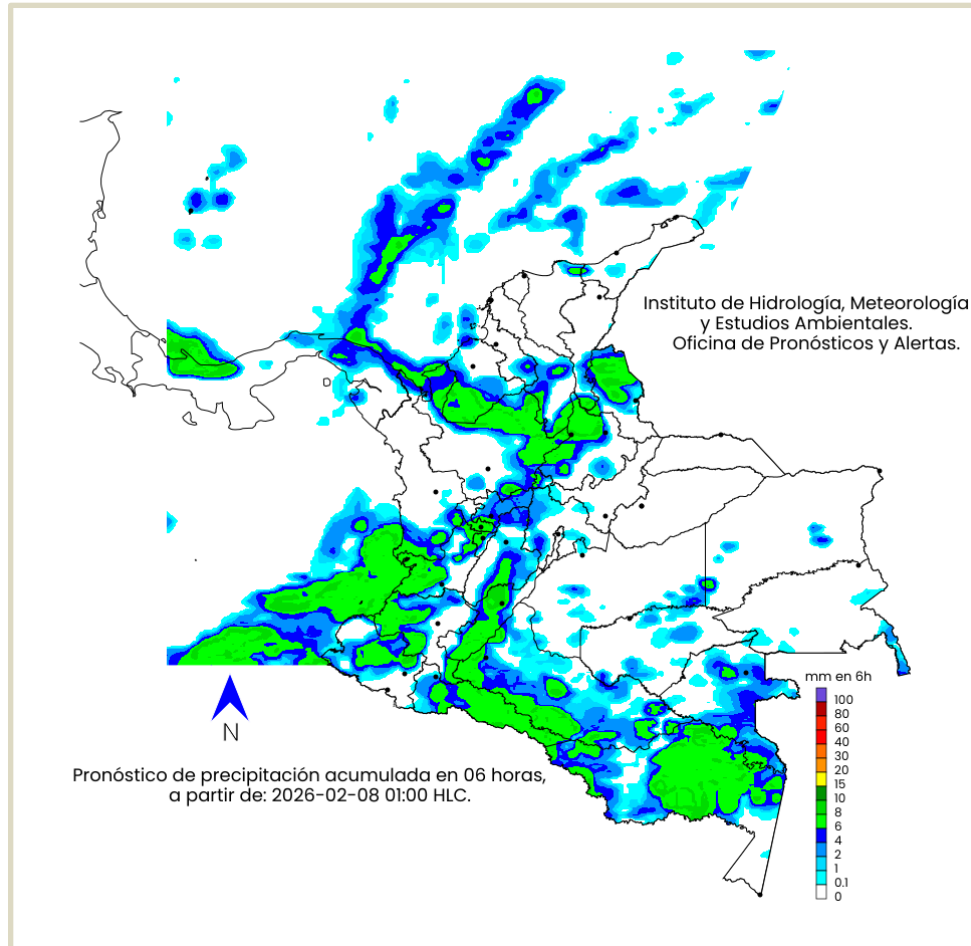 Instituto de Hidrología, Meteorología
y Estudios Ambientales.
Oficina de Pronósticos y Alertas.
mm en 6h
100
80
60
40
30
20
15
10
8
6
4
2
1
0.1
0
N
Pronóstico de precipitación acumulada en 06 horas,
a partir de: 2026-02-08 01:00 HLC.